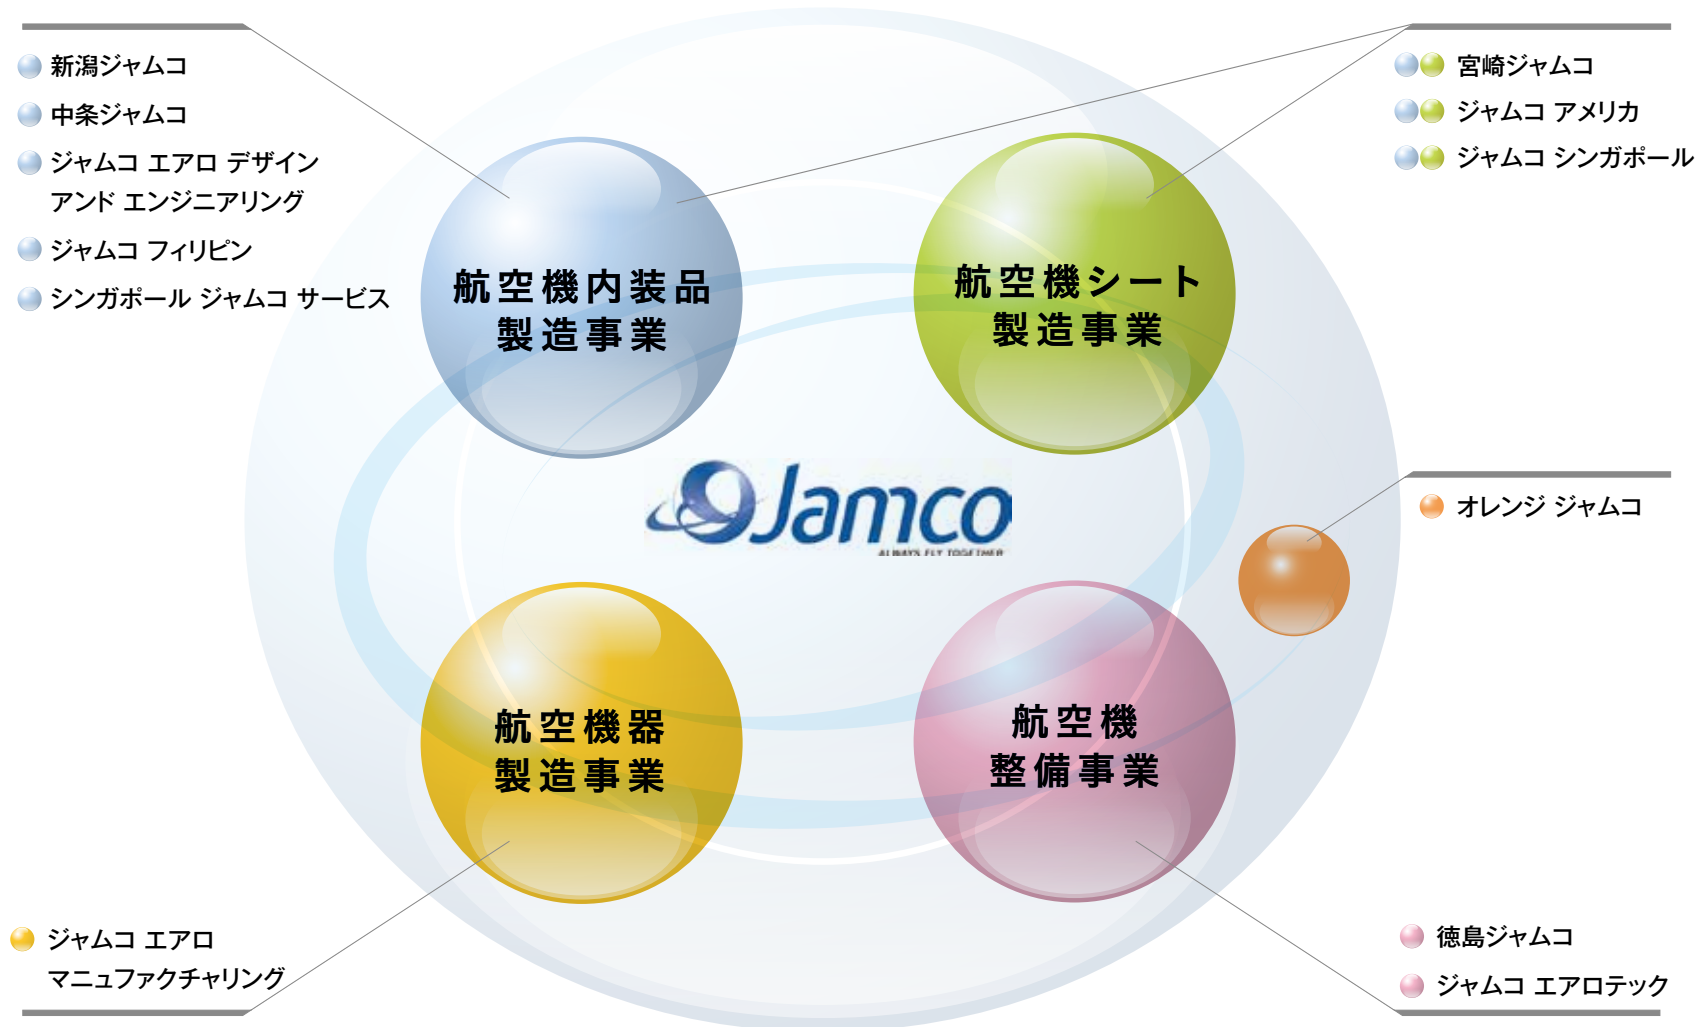 新潟ジャムコ
中条ジャムコ
ジャムコ エアロ デザイン
アンド エンジニアリング
ジャムコ フィリピン
シンガポール ジャムコ サービス
宮崎ジャムコ
ジャムコ アメリカ
ジャムコ シンガポール
航空機内装品
製造事業
航空機シート
製造事業
Jamco
ALWAYS FLY TOGETHER
オレンジ ジャムコ
航空機器
製造事業
航空機
整備事業
ジャムコ エアロ
マニュファクチャリング
徳島ジャムコ
ジャムコ エアロテック